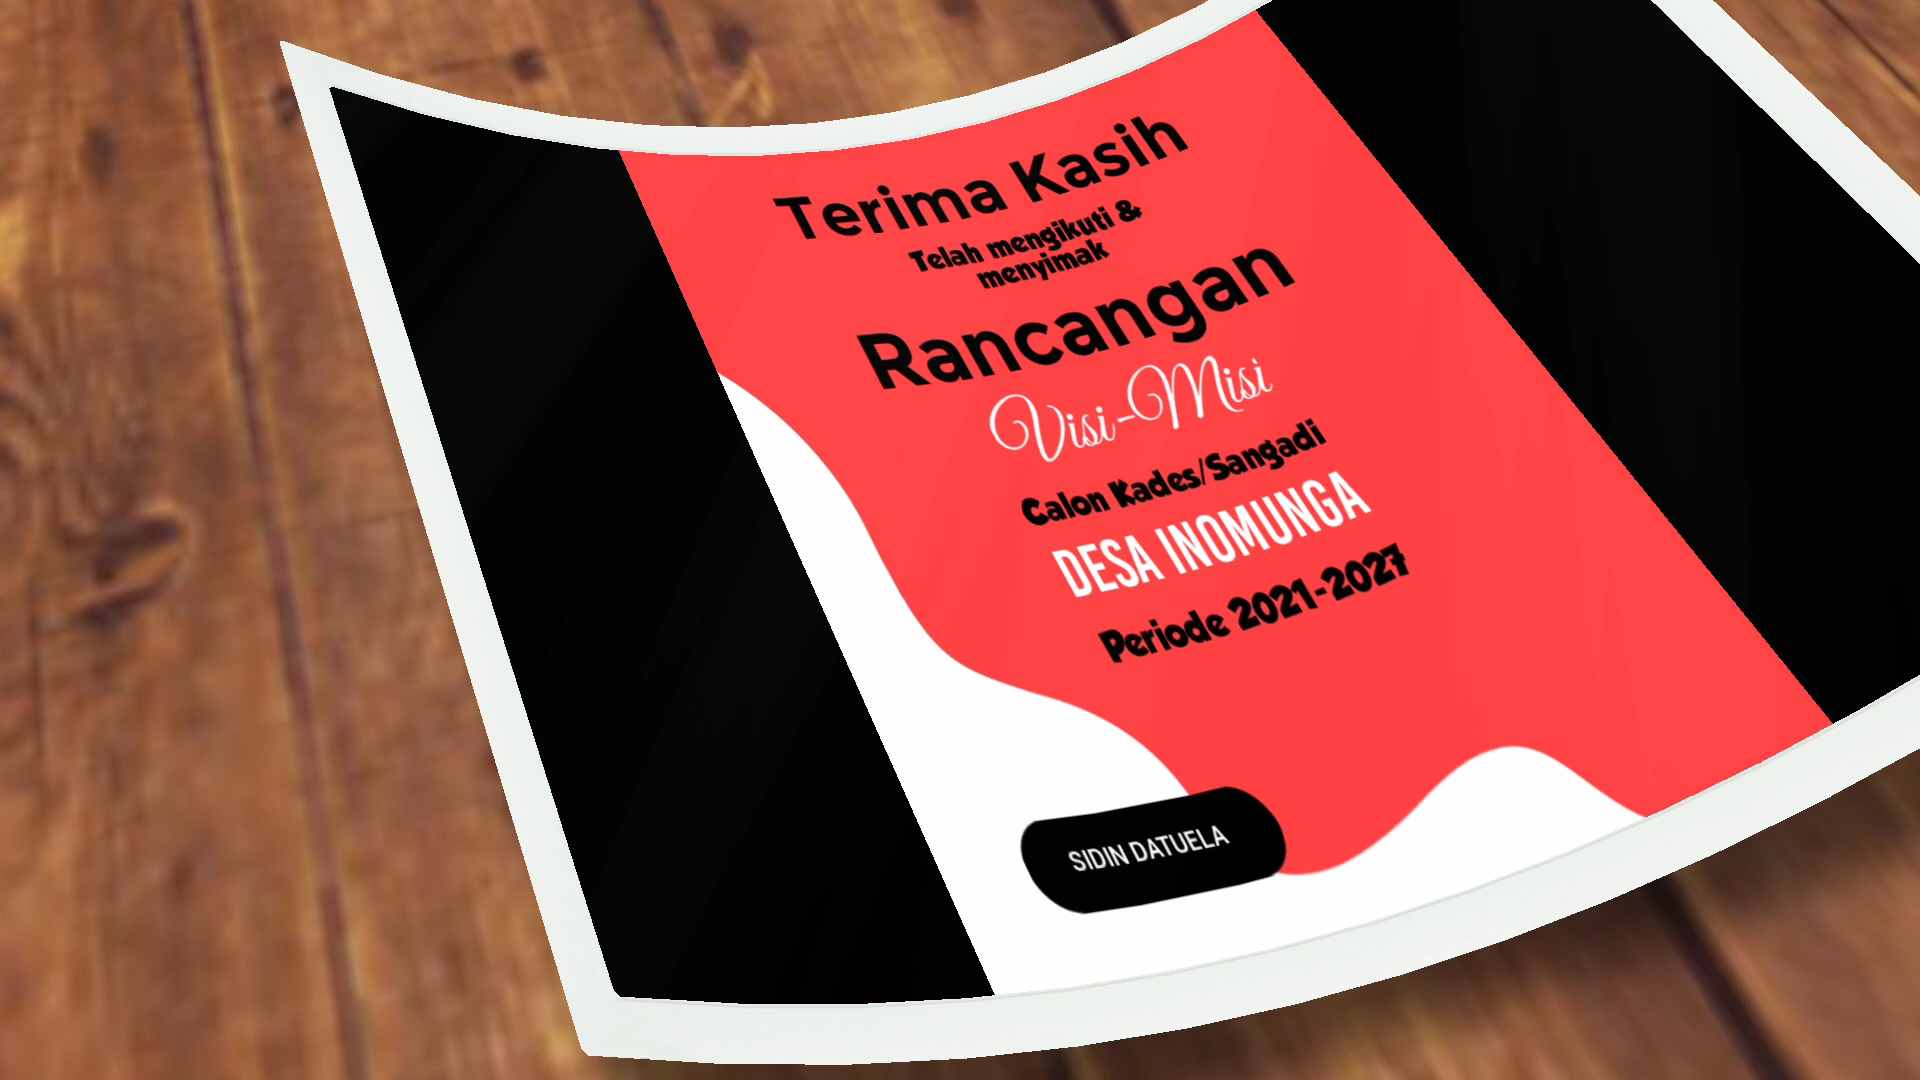 Terima Kasih
Telah mengikuti &
menyimak
Rancangan
Visi-Misi
Calon Kades/Sangadi
DESA INOMUNGA
Periode 2021-2027
SIDIN DATUELA